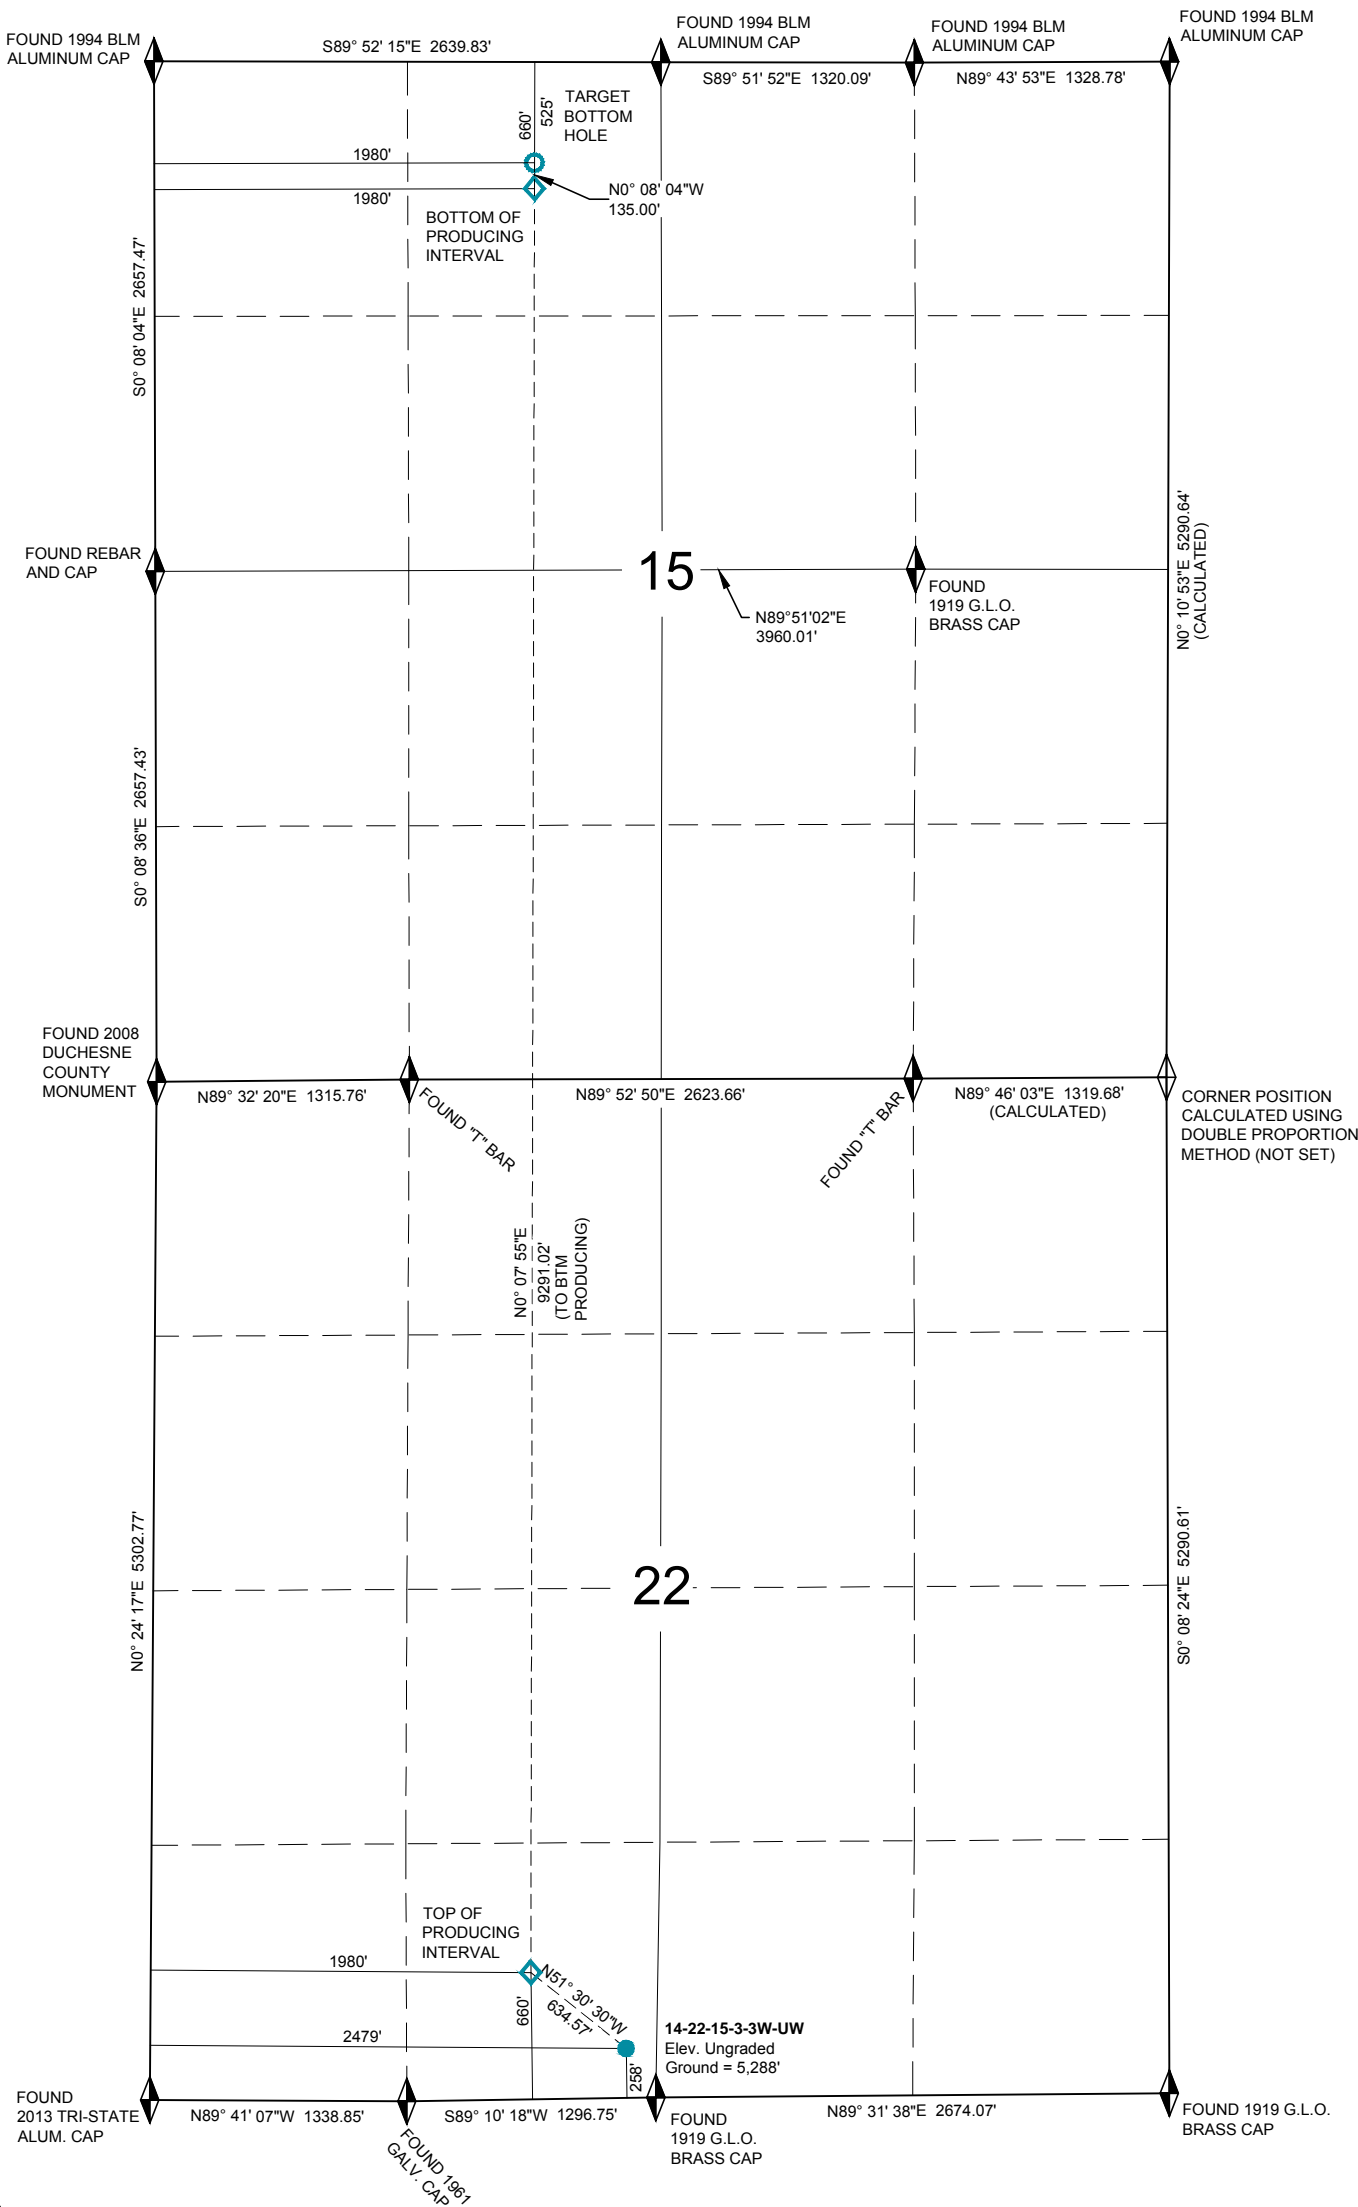 FOUND 1994 BLM
ALUMINUM CAP
S89° 52' 15"E 2639.83'
FOUND 1994 BLM
ALUMINUM CAP
S89° 51' 52"E 1320.09'
FOUND 1994 BLM
ALUMINUM CAP
N89° 43' 53"E 1328.78'
FOUND 1994 BLM
ALUMINUM CAP
660'
525'
TARGET
BOTTOM
HOLE
1980'
1980'
N0° 08' 04"W
135.00'
BOTTOM OF
PRODUCING
INTERVAL
S0° 08' 04"E 2657.47'
FOUND REBAR
AND CAP
15
N89°51'02"E
3960.01'
FOUND
1919 G.L.O.
BRASS CAP
N0° 10' 53"E 5290.64'
(CALCULATED)
S0° 08' 36"E 2657.43'
FOUND 2008
DUCHESNE
COUNTY
MONUMENT
N89° 32' 20"E 1315.76'
FOUND "T" BAR
N89° 52' 50"E 2623.66'
FOUND "T" BAR
N89° 46' 03"E 1319.68'
(CALCULATED)
CORNER POSITION
CALCULATED USING
DOUBLE PROPORTION
METHOD (NOT SET)
N0° 07' 55"E
9291.02'
(TO BTM
PRODUCING)
N0° 24' 17"E 5302.77'
22
S0° 08' 24"E 5290.61'
TOP OF
PRODUCING
INTERVAL
1980'
N51° 30' 30"W
634.57'
660'
2479'
258'
14-22-15-3-3W-UW
Elev. Ungraded
Ground = 5,288'
FOUND
2013 TRI-STATE
ALUM. CAP
N89° 41' 07"W 1338.85'
FOUND 1961
GALV. CAP
S89° 10' 18"W 1296.75'
FOUND
1919 G.L.O.
BRASS CAP
N89° 31' 38"E 2674.07'
FOUND 1919 G.L.O.
BRASS CAP